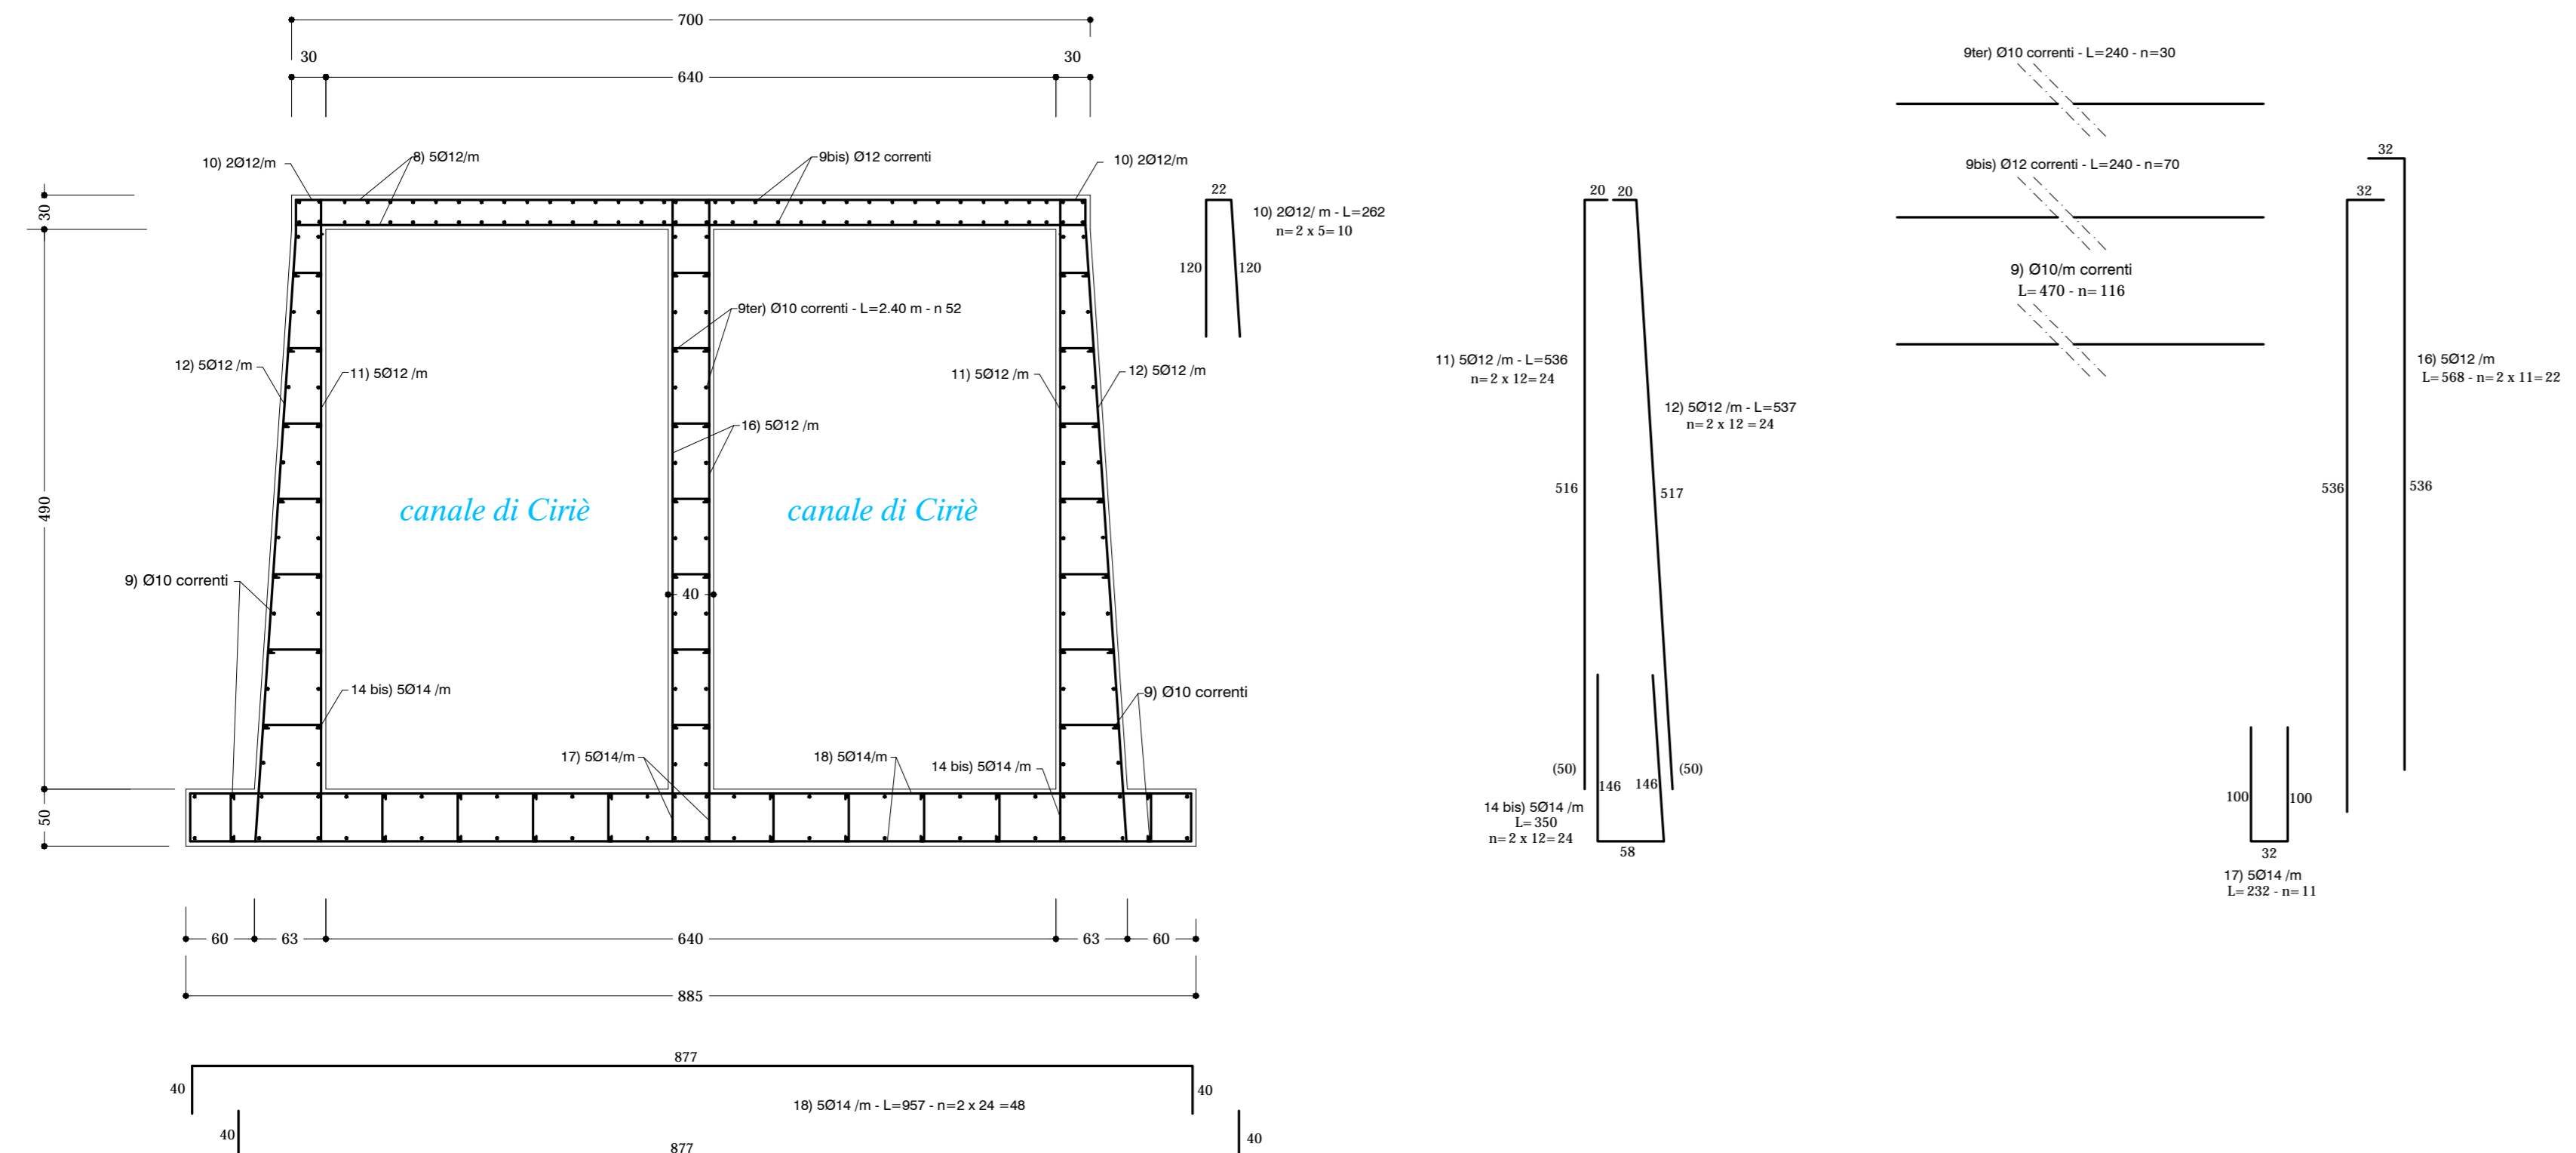 700
30
30
640
10) 2Ø12/m
8) 5Ø12/m
9bis) Ø12 correnti
10) 2Ø12/m
30
490
50
12) 5Ø12 /m
11) 5Ø12 /m
9ter) Ø10 correnti - L=2.40 m - n 52
11) 5Ø12 /m
12) 5Ø12 /m
16) 5Ø12 /m
canale di Ciriè
canale di Ciriè
9) Ø10 correnti
40
14 bis) 5Ø14 /m
9) Ø10 correnti
17) 5Ø14/m
18) 5Ø14/m
14 bis) 5Ø14 /m
60
63
640
63
60
885
22
10) 2Ø12/ m - L=262
n=2 x 5=10
120
120
20
20
11) 5Ø12 /m - L=536
n=2 x 12=24
12) 5Ø12 /m - L=537
n=2 x 12 =24
516
517
(50)
(50)
146
146
14 bis) 5Ø14 /m
L=350
n=2 x 12=24
58
9ter) Ø10 correnti - L=240 - n=30
9bis) Ø12 correnti - L=240 - n=70
9) Ø10/m correnti
L=470 - n=116
32
32
16) 5Ø12 /m
L=568 - n=2 x 11=22
536
536
100
100
32
17) 5Ø14 /m
L=232 - n=11
877
40
40
18) 5Ø14 /m - L=957 - n=2 x 24 =48
40
40
877